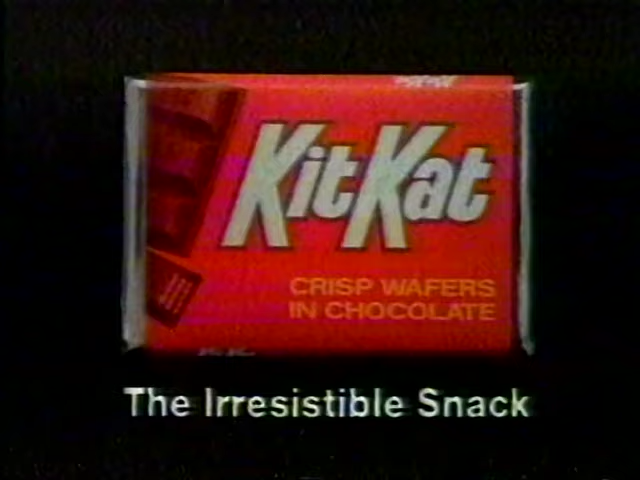 KitKat
CRISP WAFERS
IN CHOCOLATE
The Irresistible Snack